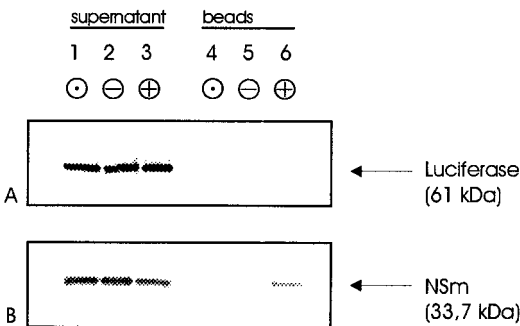 supernatant beads
1 2 3 4 5 6
A
Luciferase
(61 kDa)
B
NSm
(33,7 kDa)